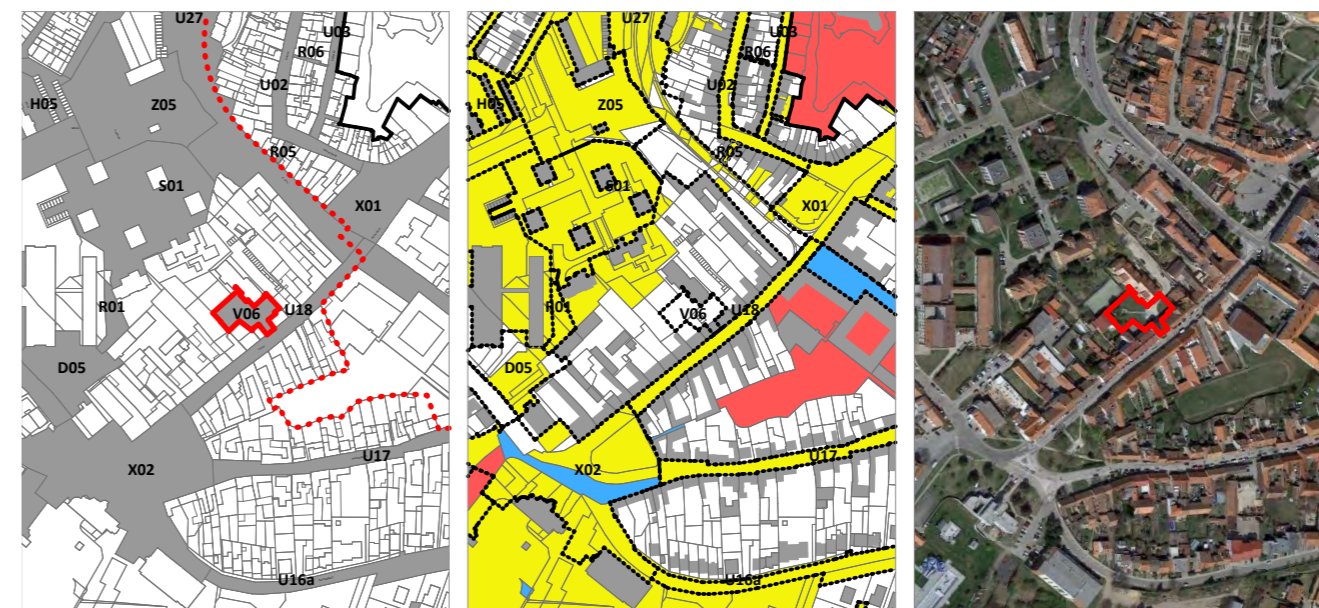 U27
U03
R06
U02
H05
Z05
R05
S01
X01
R01
V06
U18
D05
X02
U17
U16a
U27
U03
R06
U02
H05
Z05
R05
S01
X01
R01
V06
U18
D05
X02
U17
U16a